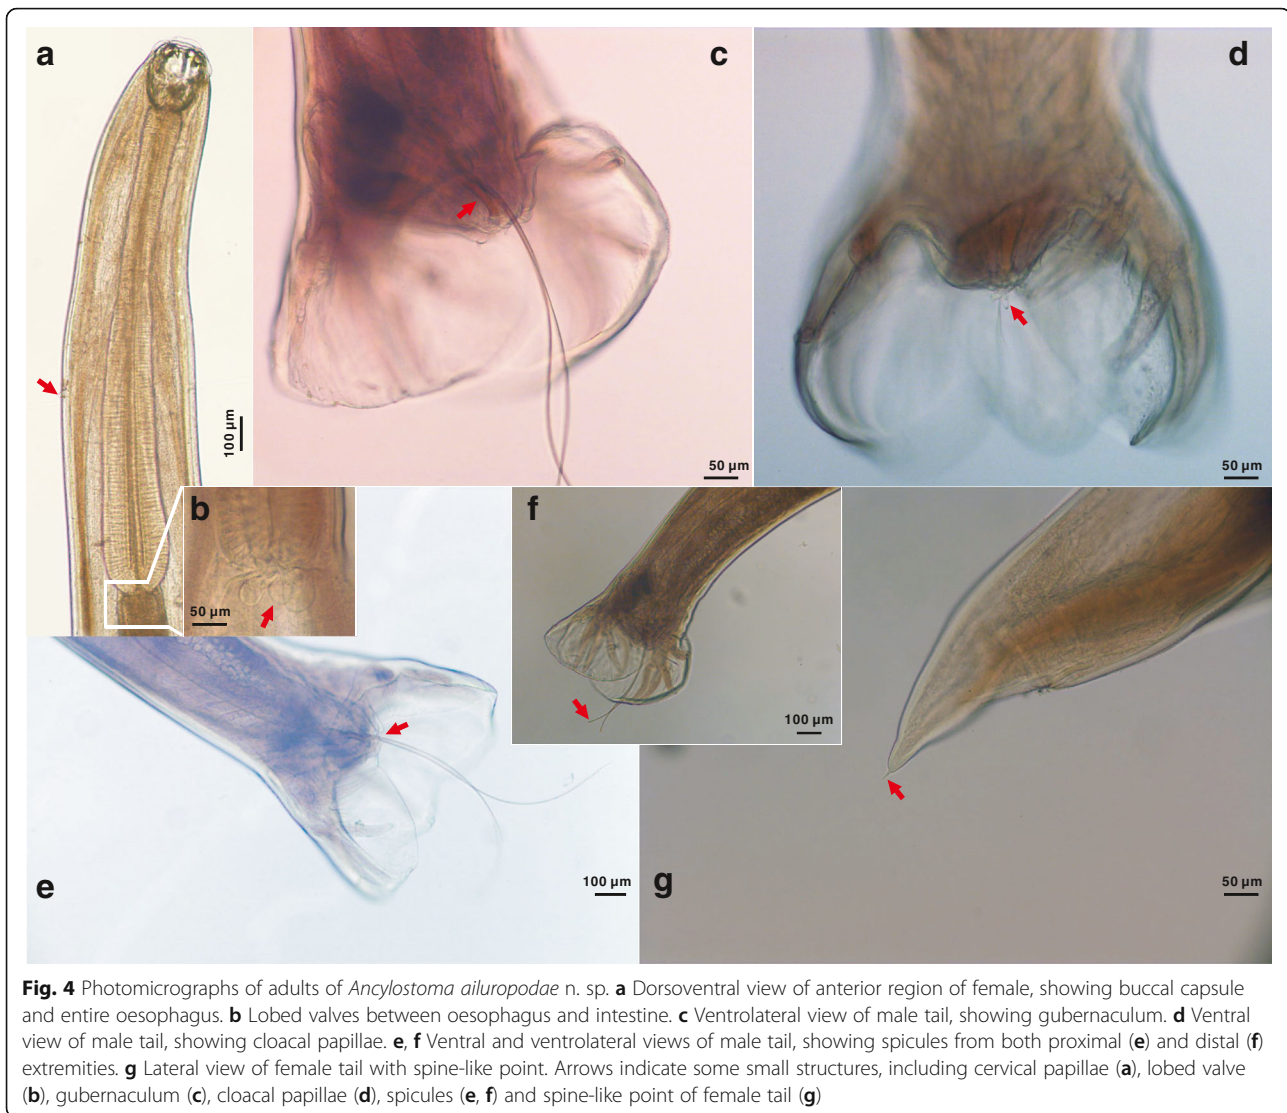 a
c
d
100 µm
50 µm
50 µm
b
50 µm
f
100 µm
e
100 µm
g
50 µm
Fig. 4 Photomicrographs of adults of Ancylostoma ailuropodae n. sp. a Dorsoventral view of anterior region of female, showing buccal capsule
and entire oesophagus. b Lobed valves between oesophagus and intestine. c Ventrolateral view of male tail, showing gubernaculum. d Ventral
view of male tail, showing cloacal papillae. e, f Ventral and ventrolateral views of male tail, showing spicules from both proximal (e) and distal (f)
extremities. g Lateral view of female tail with spine-like point. Arrows indicate some small structures, including cervical papillae (a), lobed valve
(b), gubernaculum (c), cloacal papillae (d), spicules (e, f) and spine-like point of female tail (g)